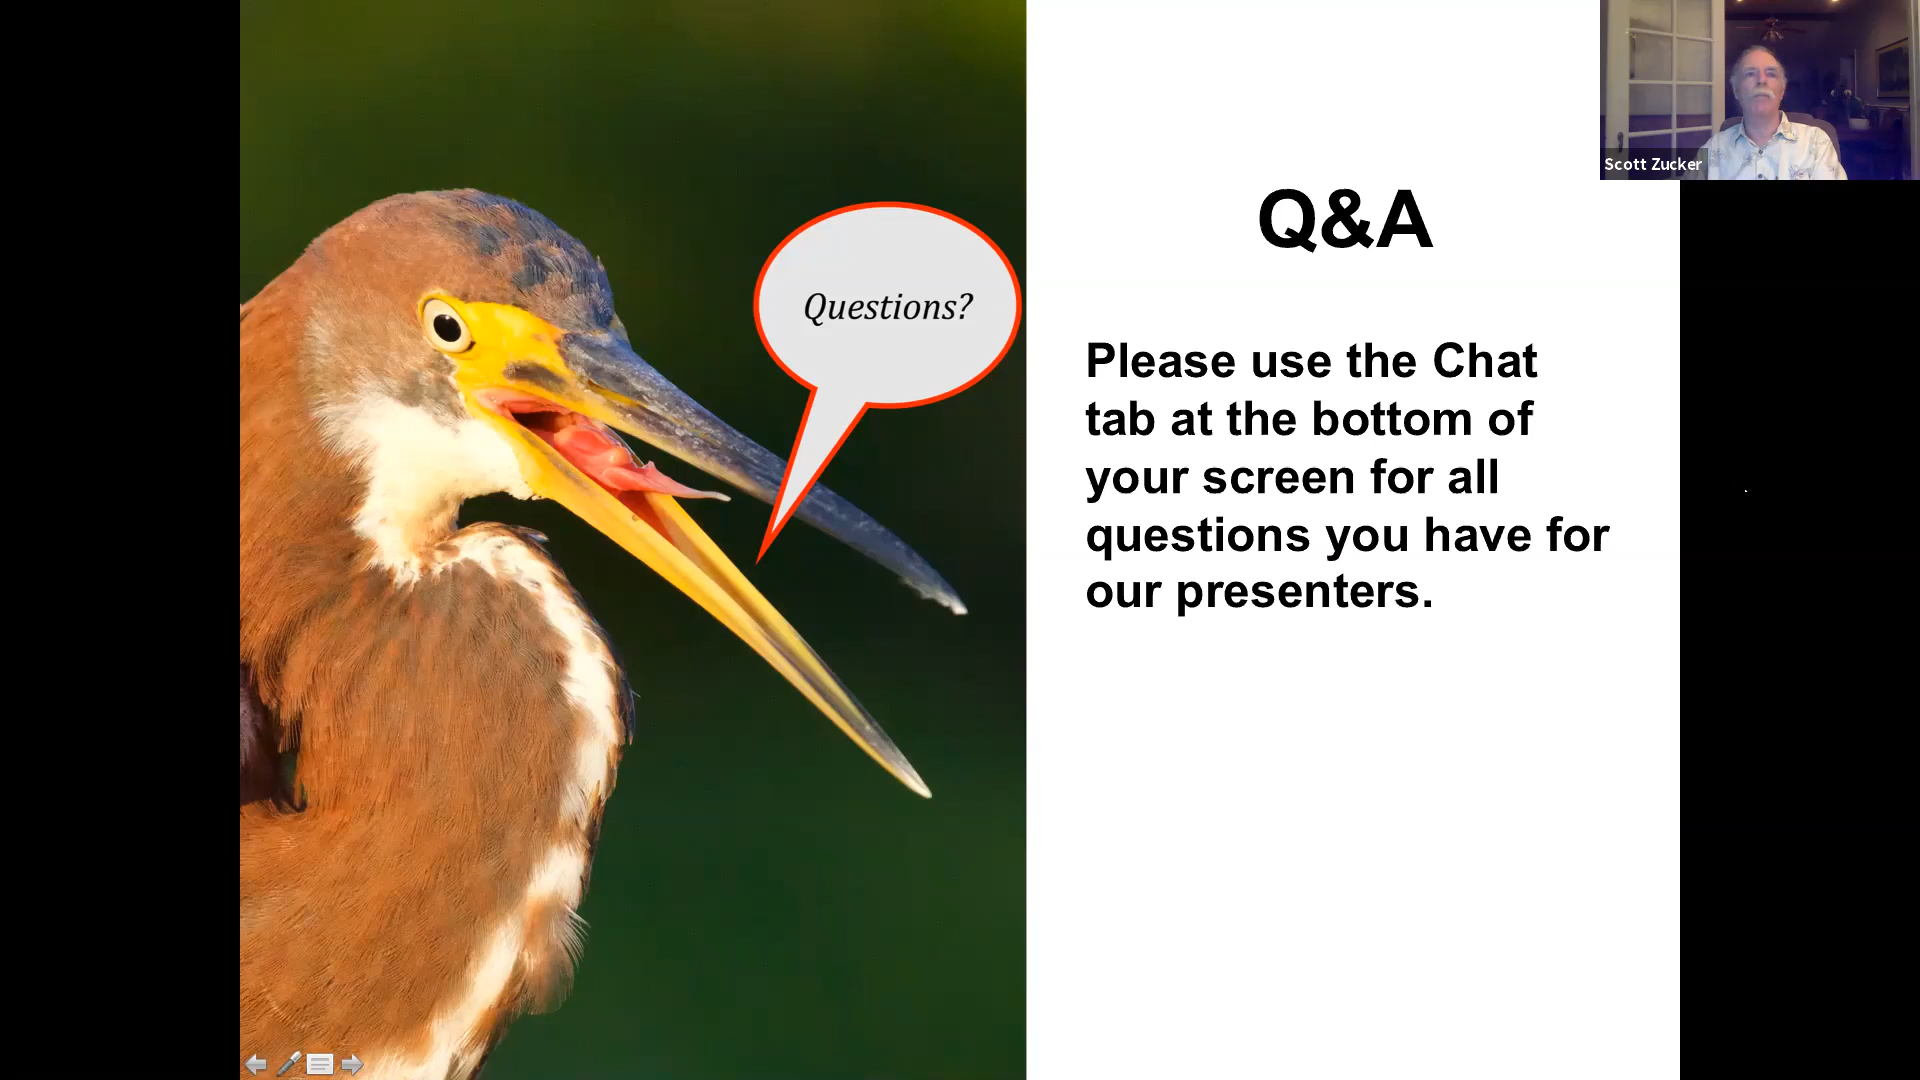 Scott Zucker
Q&A
Questions?
Please use the Chat
tab at the bottom of
your screen for all
questions you have for
our presenters.